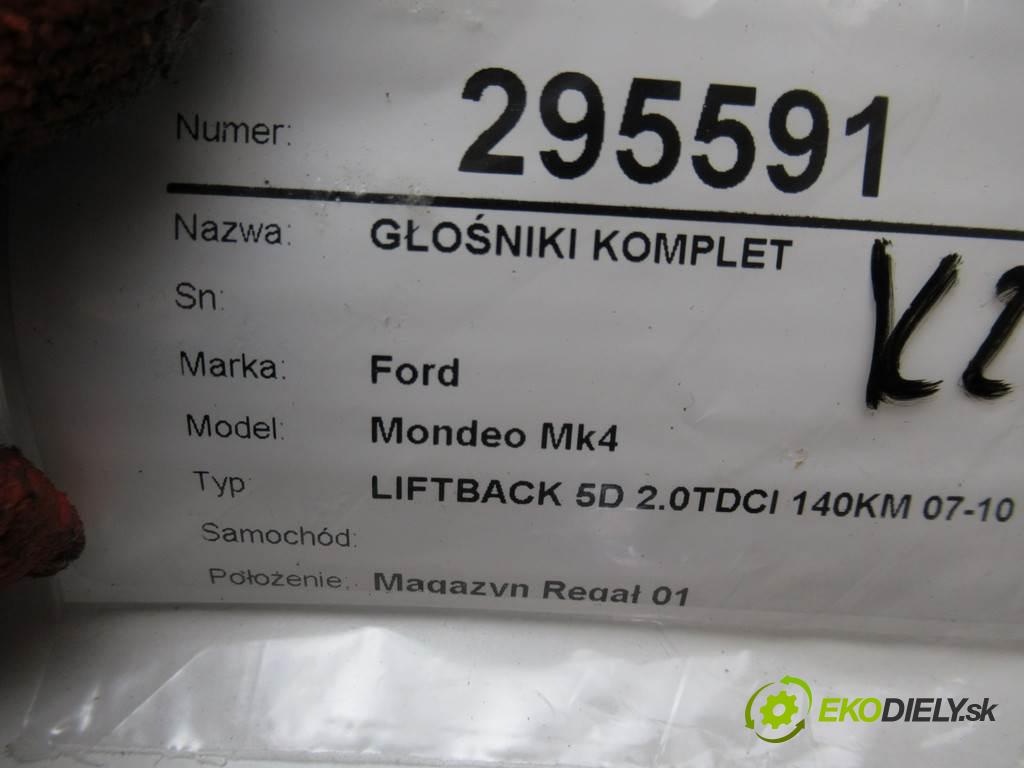 Numer: 295591
Nazwa: GŁOŚNIKI KOMPLET
Sn:
Marka: Ford
Model: Mondeo Mk4
Typ LIFTBACK 5D 2.0TDCI 140KM 07-10
Samochód:
Położenie: Magazyn Regał 01
EKODIELY.sk